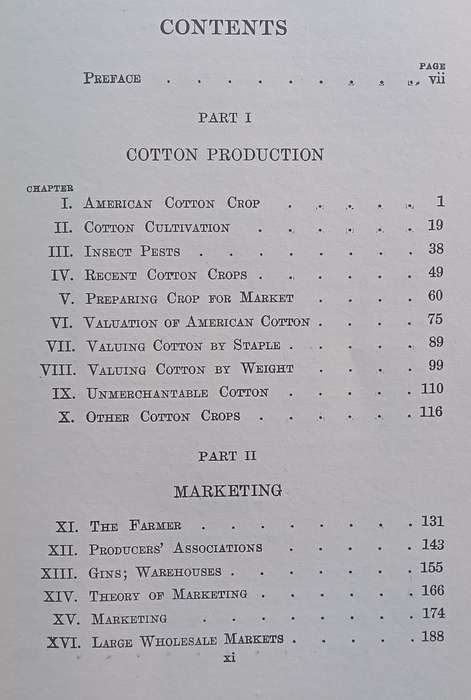 CONTENTS
PAGE
PREFACE . . . . . . . . . vii
PART I
COTTON PRODUCTION
CHAPTER
I. AMERICAN COTTON CROP . . . . . 1
II. COTTON CULTIVATION . . . . . 19
III. INSECT PESTS . . . . . . . . 38
IV. RECENT COTTON CROPS . . . . . . 49
V. PREPARING CROP FOR MARKET . . . . 60
VI. VALUATION OF AMERICAN COTTON . . . . 75
VII. VALUING COTTON BY STAPLE . . . . . 89
VIII. VALUING COTTON BY WEIGHT . . . . 99
IX. UNMERCHANTABLE COTTON . . . . . 110
X. OTHER COTTON CROPS . . . . . . 116
PART II
MARKETING
XI. THE FARMER . . . . . . . . 131
XII. PRODUCERS' ASSOCIATIONS . . . . . 143
XIII. GINS; WAREHOUSES . . . . . . . 155
XIV. THEORY OF MARKETING . . . . . . 166
XV. MARKETING . . . . . . . 174
XVI. LARGE WHOLESALE MARKETS . . . . . 188
xi